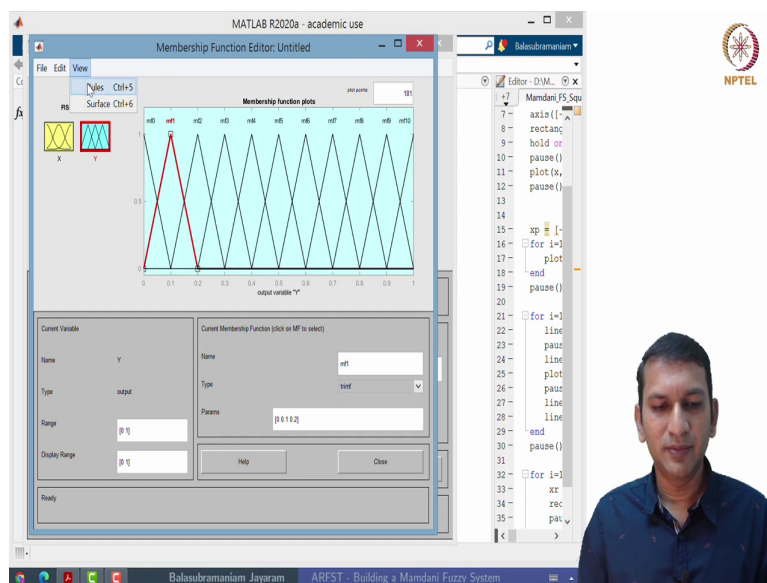 MATLAB R2020a - academic use
Membership Function Editor: Untitled
File Edit View
Rules Ctrl+5
Surface Ctrl+6
FIS
X
Y
plot points:
181
Membership function plots
mf0 mf1 mf2 mf3 mf4 mf5 mf6 mf7 mf8 mf9 mf10
1
0.5
0
0 0.1 0.2 0.3 0.4 0.5 0.6 0.7 0.8 0.9 1
output variable "Y"
Current Variable
Name Y
Type output
Range [0 1]
Display Range [0 1]
Current Membership Function (click on MF to select)
Name mf1
Type trimf
Params [0 0.1 0.2]
Help Close
Ready
fx
Balasubramaniam
Editor - D:\M...
+7 Mamdani_FS_Squ
7 axis([-
8 rectang
9 hold on
10 pause()
11 plot(x,
12 pause()
13
14
15 xp = [-
16 for i=1
17 plot
18 end
19 pause()
20
21 for i=1
22 line
23 paus
24 line
25 plot
26 paus
27 line
28 line
29 end
30 pause()
31
32 for i=1
33 xr
34 rec
35 pau
NPTEL
Balasubramaniam Jayaram ARFST - Building a Mamdani Fuzzy System